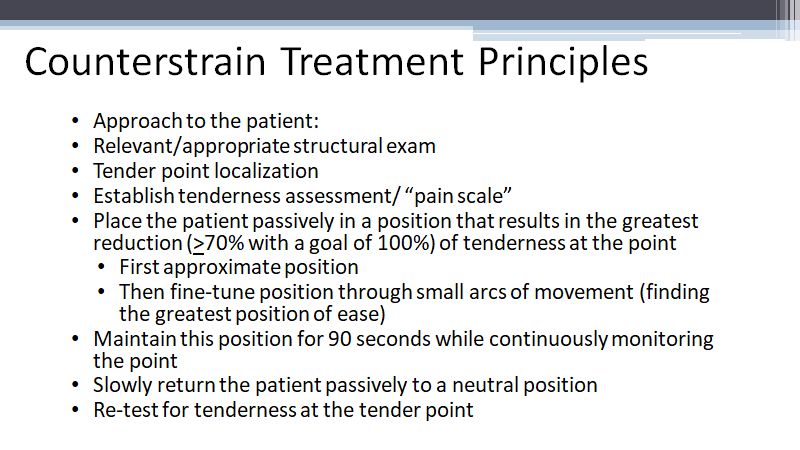 Counterstrain Treatment Principles
• Approach to the patient:
• Relevant/appropriate structural exam
• Tender point localization
• Establish tenderness assessment/ “pain scale”
• Place the patient passively in a position that results in the greatest
reduction (≥70% with a goal of 100%) of tenderness at the point
• First approximate position
• Then fine-tune position through small arcs of movement (finding
the greatest position of ease)
• Maintain this position for 90 seconds while continuously monitoring
the point
• Slowly return the patient passively to a neutral position
• Re-test for tenderness at the tender point